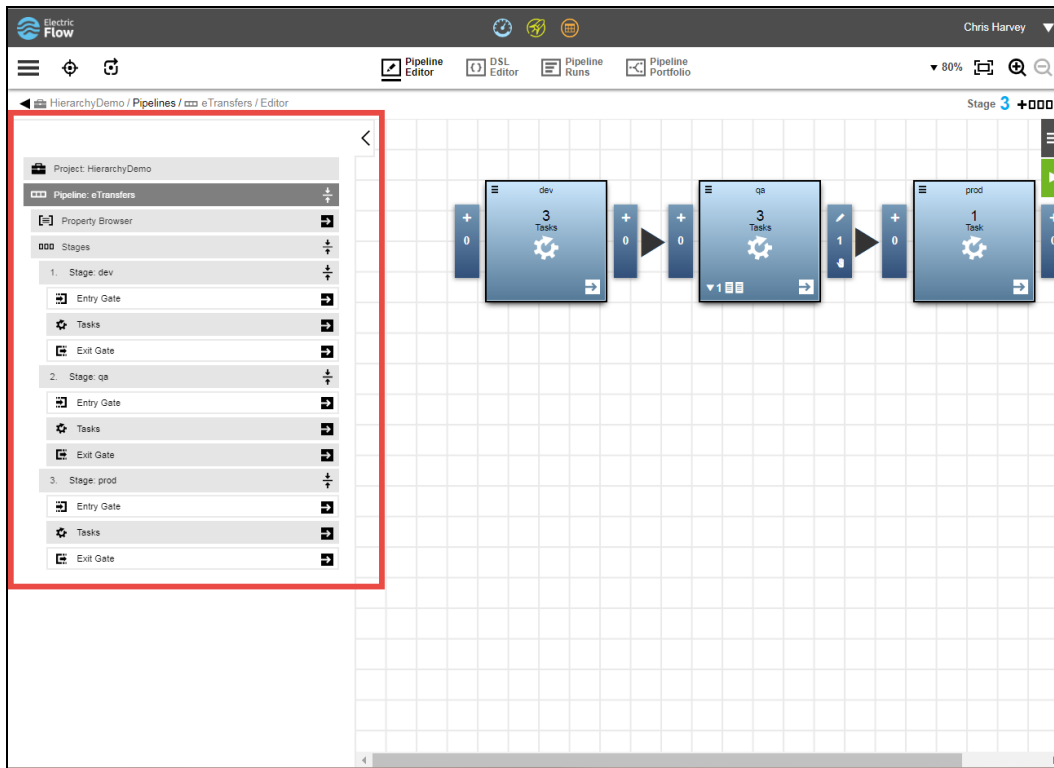 Electric
Flow
Chris Harvey
Pipeline
Editor
DSL
Editor
Pipeline
Runs
Pipeline
Portfolio
80%
HierarchyDemo / Pipelines / eTransfers / Editor
Stage 3
Project: HierarchyDemo
Pipeline: eTransfers
Property Browser
Stages
1. Stage: dev
Entry Gate
Tasks
Exit Gate
2. Stage: qa
Entry Gate
Tasks
Exit Gate
3. Stage: prod
Entry Gate
Tasks
Exit Gate
0
dev
3
Tasks
0
0
qa
3
Tasks
1
1
0
prod
1
Task